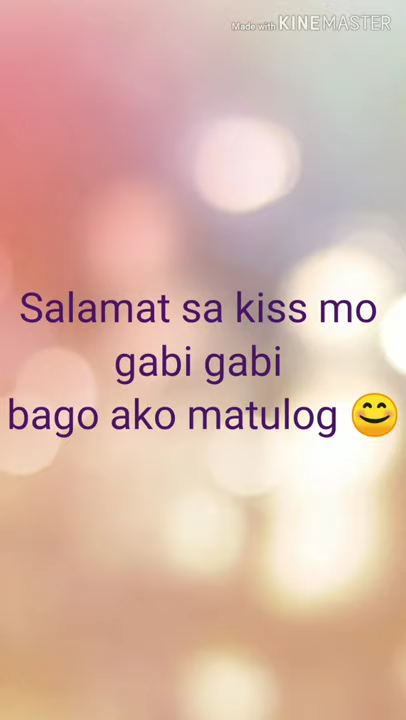 Made with KINEMASTER
Salamat sa kiss mo
gabi gabi
bago ako matulog 😊